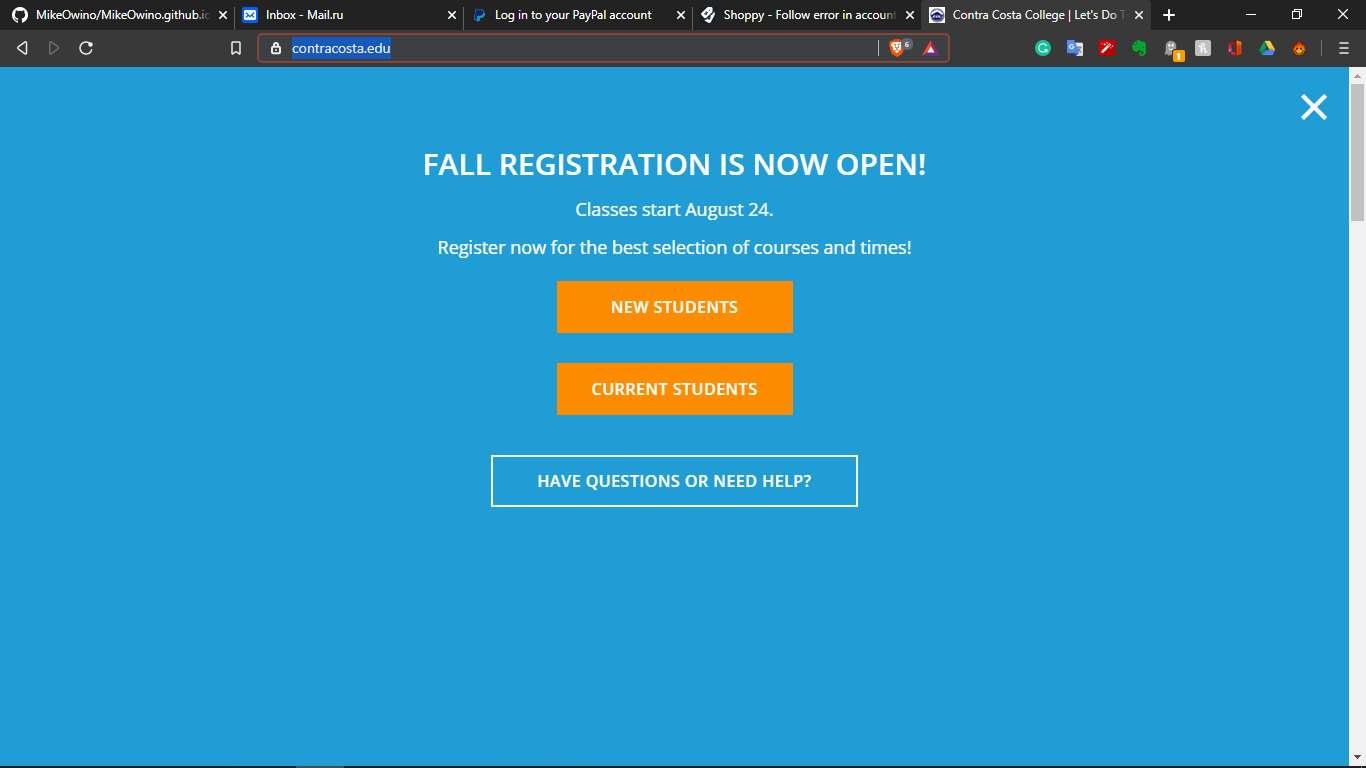 MikeOwino/MikeOwino.github.io
Inbox - Mail.ru
Log in to your PayPal account
Shoppy - Follow error in account
Contra Costa College | Let's Do T
contracosta.edu
6
1
FALL REGISTRATION IS NOW OPEN!
Classes start August 24.
Register now for the best selection of courses and times!
NEW STUDENTS
CURRENT STUDENTS
HAVE QUESTIONS OR NEED HELP?